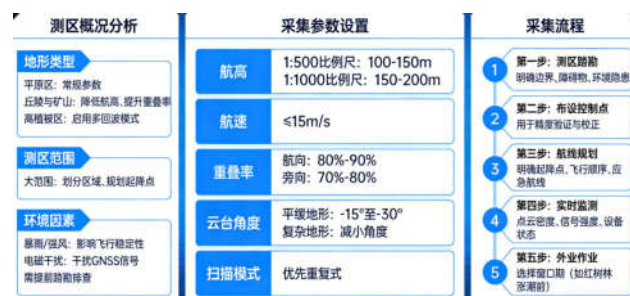 测区概况分析
地形类型
平原区：常规参数
丘陵与矿山：降低航高、提升重叠率
高植被区：启用多回波模式
测区范围
大范围：划分区域、规划起降点
环境因素
暴雨/强风：影响飞行稳定性
电磁干扰：干扰GNSS信号
需提前踏勘排查
采集参数设置
航高
1:500比例尺：100-150m
1:1000比例尺：150-200m
航速
≤15m/s
重叠率
航向：80%-90%
旁向：70%-80%
云台角度
平缓地形：-15°至-30°
复杂地形：减小角度
扫描模式
优先重复式
采集流程
1
第一步：测区踏勘
明确边界、障碍物、环境隐患
2
第二步：布设控制点
用于精度验证与校正
3
第三步：航线规划
明确起降点、飞行顺序、应
急航线
4
第四步：实时监测
点云密度、信号强度、设备
状态
5
第五步：外业作业
选择窗口期（如红树林
涨潮前）